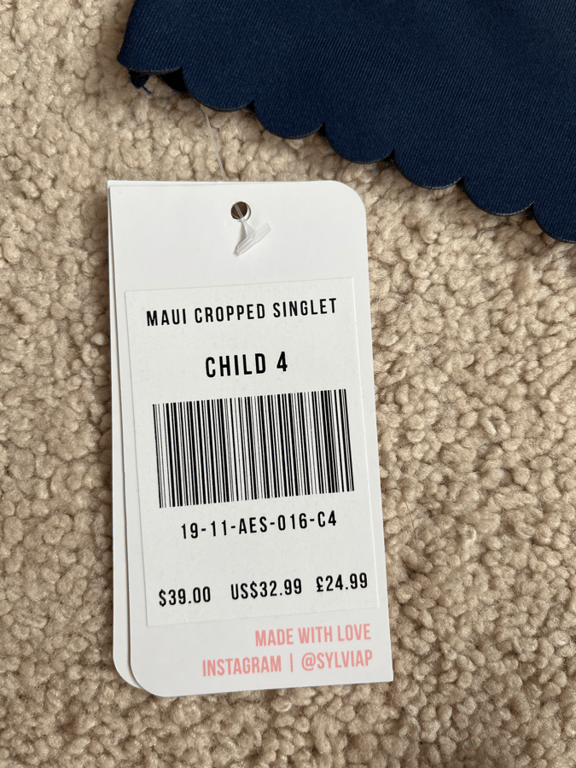 MAUI CROPPED SINGLET
CHILD 4
19-11-AES-016-C4
$39.00 US$32.99 £24.99
MADE WITH LOVE
INSTAGRAM | @SYLVIAP